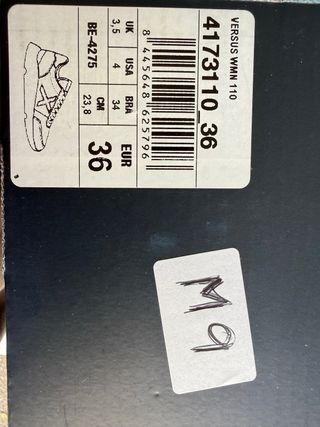 VERSUS WMN 110
4173110_36
8 445648 625796
UK USA BRA EUR
3,5 4 34 36
BE-4275 CM 23,8
M9